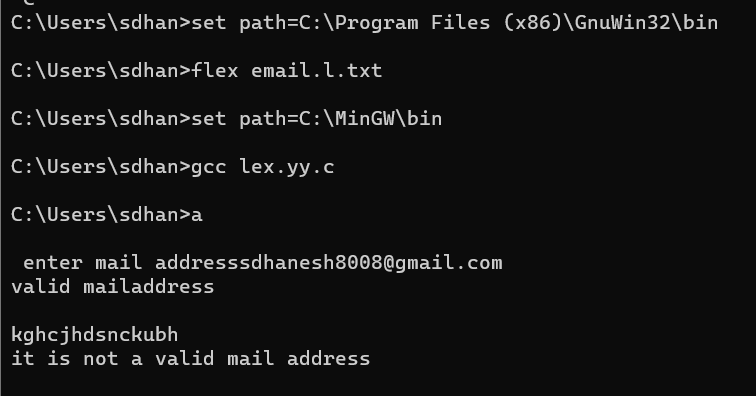 C:\Users\sdhan>set path=C:\Program Files (x86)\GnuWin32\bin
C:\Users\sdhan>flex email.l.txt
C:\Users\sdhan>set path=C:\MinGW\bin
C:\Users\sdhan>gcc lex.yy.c
C:\Users\sdhan>a
enter mail addresssdhanesh8008@gmail.com
valid mailaddress
kghcjhdsnckubh
it is not a valid mail address